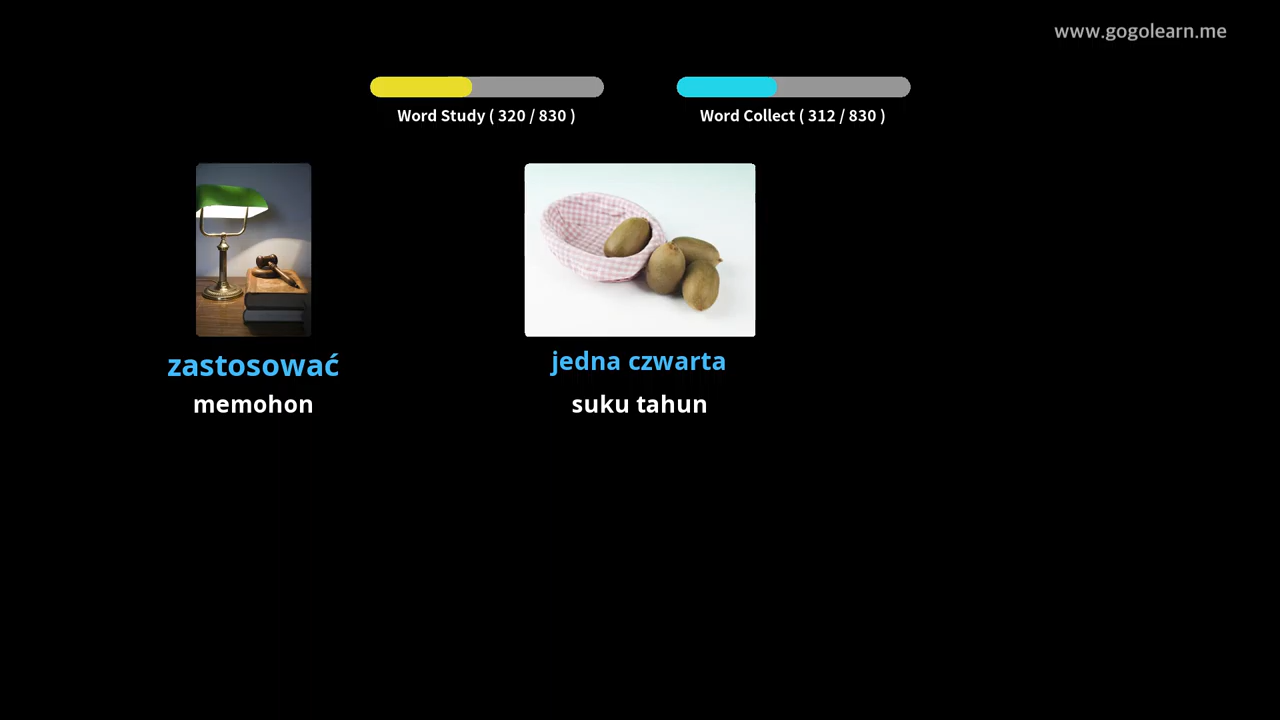 www.gogolearn.me
Word Study ( 320 / 830 )
Word Collect ( 312 / 830 )
zastosować
jedna czwarta
memohon
suku tahun